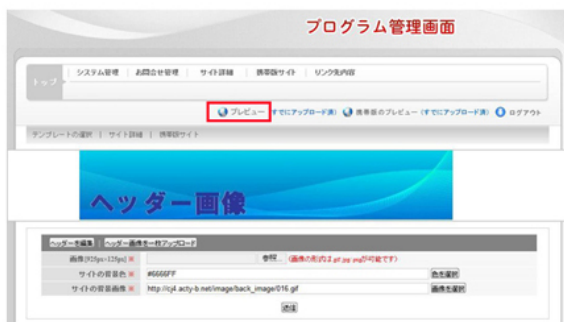 プログラム管理画面
トップ
システム管理 | お問合せ管理 | サイト詳細 | 携帯版サイト | リンク先内容
プレビュー (すでにアップロード済) 携帯版のプレビュー (すでにアップロード済) ログアウト
テンプレートの選択 | サイト詳細 | 携帯版サイト
ヘッダー画像
ヘッダーを編集 | ヘッダー画像を一枚アップロード
画像(925px×128px) ※ 参照... (画像の形式は.gif.jpg.pngが可能です)
サイトの背景色 ※ #6666FF 色を選択
サイトの背景画像 ※ http://cj4.acty-b.net/image/back_image/016.gif 画像を選択
送信